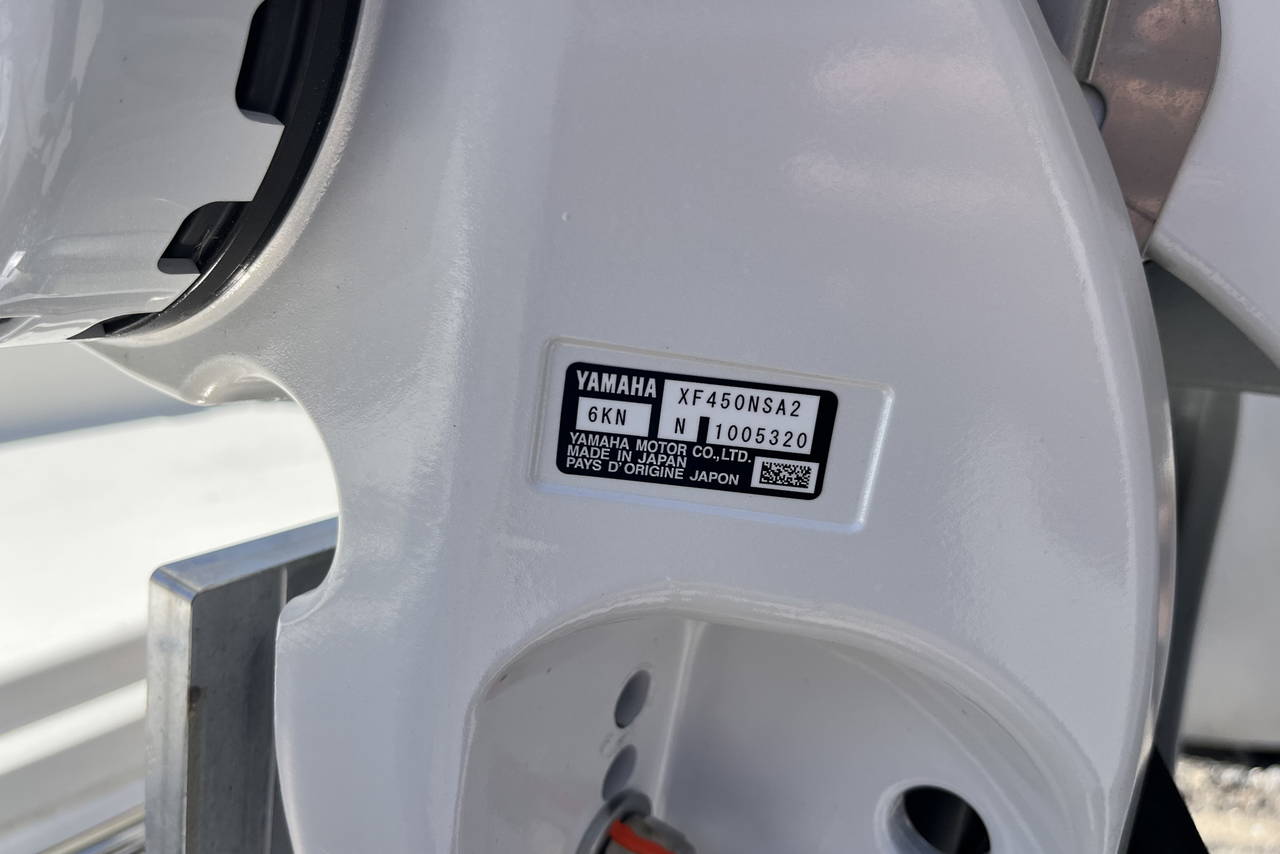 YAMAHA XF450NSA2
6KN N 1005320
YAMAHA MOTOR CO.,LTD.
MADE IN JAPAN
PAYS D'ORIGINE JAPON